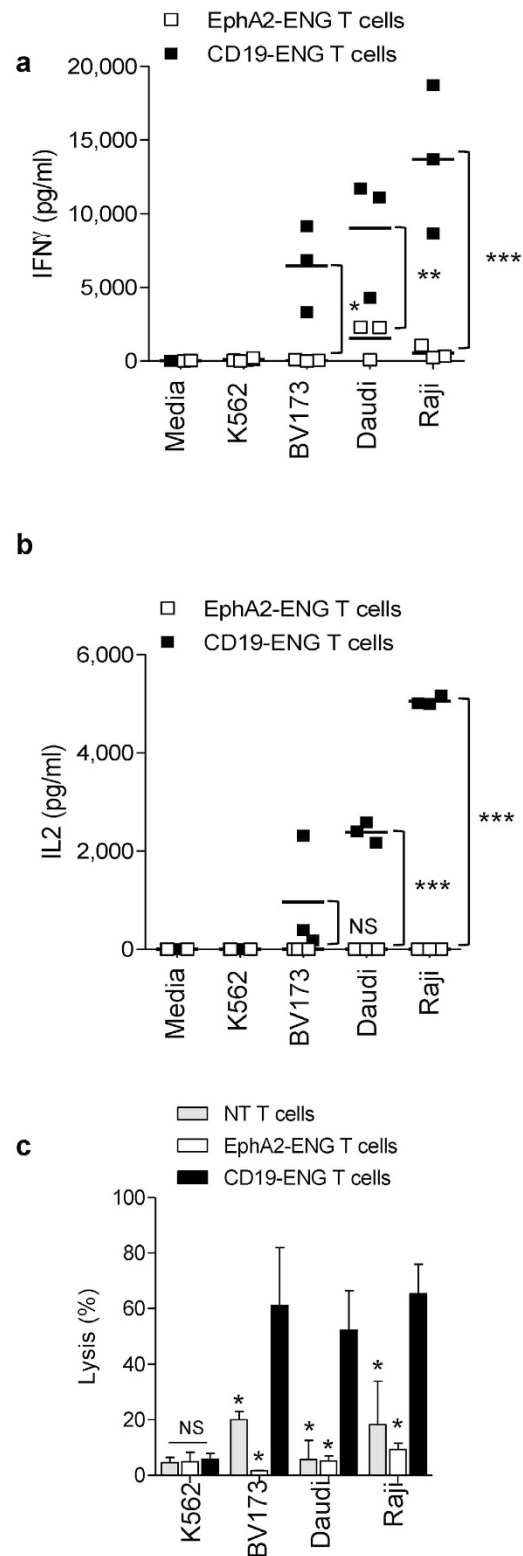 EphA2-ENG T cells
a
CD19-ENG T cells
20,000
15,000
10,000
5,000
0
IFNγ (pg/ml)
*
**
***
Media
K562
BV173
Daudi
Raji
b
EphA2-ENG T cells
CD19-ENG T cells
6,000
4,000
2,000
0
IL2 (pg/ml)
NS
***
***
Media
K562
BV173
Daudi
Raji
NT T cells
c
EphA2-ENG T cells
CD19-ENG T cells
100
80
60
40
20
0
Lysis (%)
NS
*
*
*
*
*
*
K562
BV173
Daudi
Raji